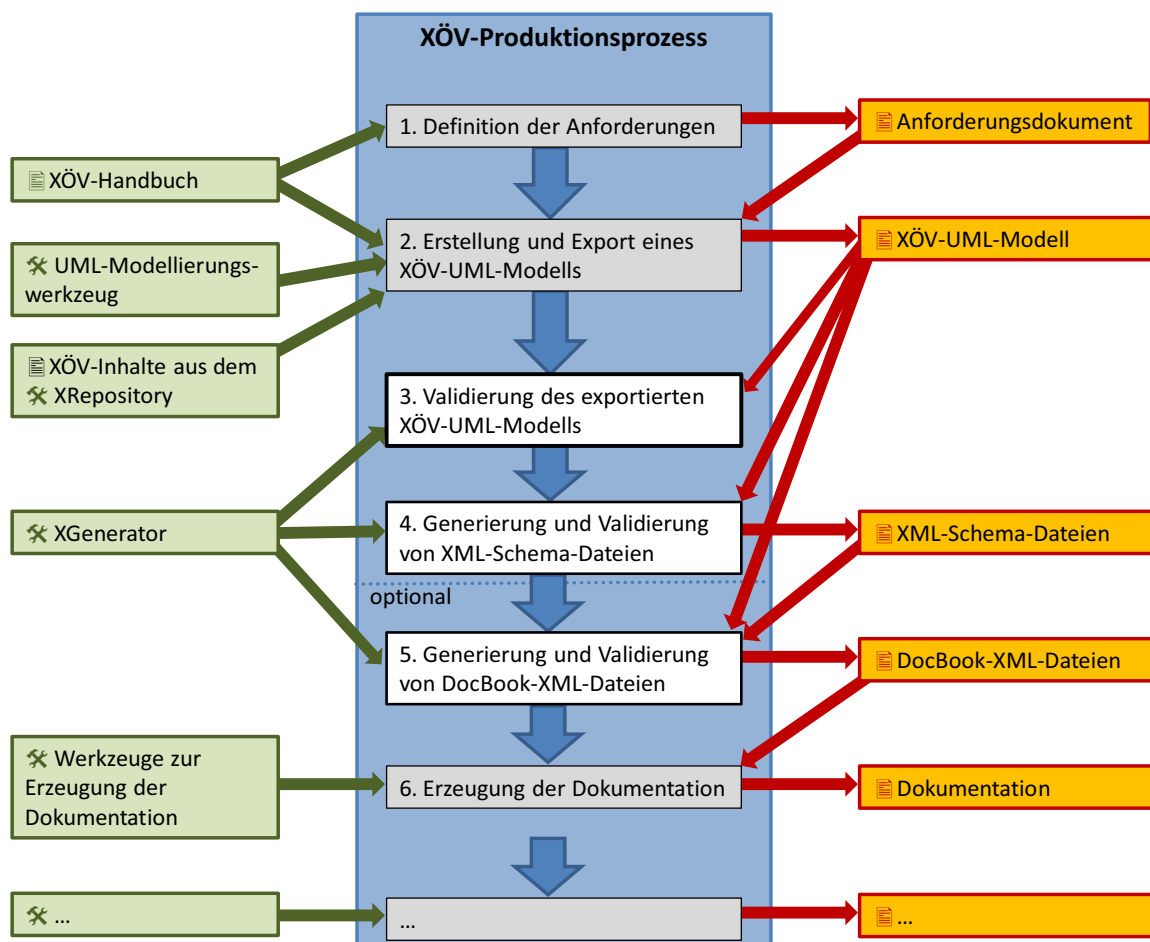 XÖV-Produktionsprozess
1. Definition der Anforderungen
Anforderungsdokument
XÖV-Handbuch
2. Erstellung und Export eines
XÖV-UML-Modells
XÖV-UML-Modell
UML-Modellierungs-
werkzeug
XÖV-Inhalte aus dem
XRepository
3. Validierung des exportierten
XÖV-UML-Modells
XGenerator
4. Generierung und Validierung
von XML-Schema-Dateien
XML-Schema-Dateien
optional
5. Generierung und Validierung
von DocBook-XML-Dateien
DocBook-XML-Dateien
Werkzeuge zur
Erzeugung der
Dokumentation
6. Erzeugung der Dokumentation
Dokumentation
...
...
...